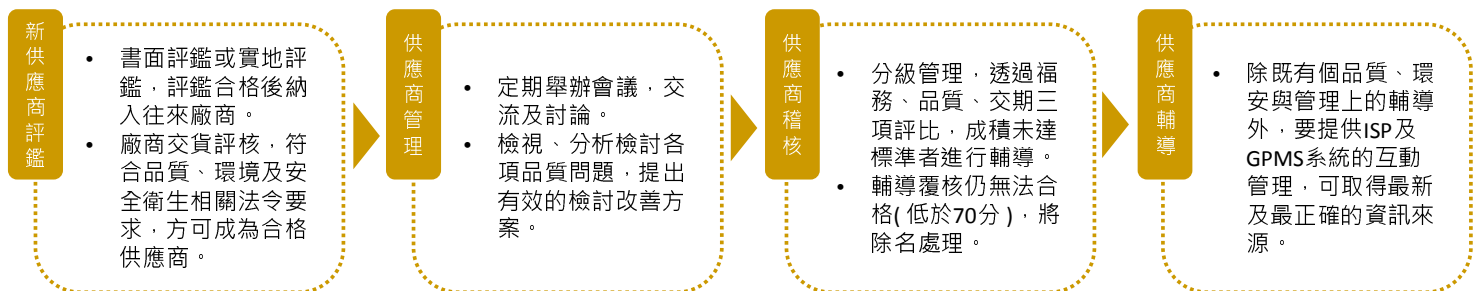 新供應商評鑑
• 書面評鑑或實地評
鑑，評鑑合格後納
入往來廠商。
• 廠商交貨評核，符
合品質、環境及安
全衛生相關法令要
求，方可成為合格
供應商。
供應商管理
• 定期舉辦會議，交
流及討論。
• 檢視、分析檢討各
項品質問題，提出
有效的檢討改善方
案。
供應商稽核
• 分級管理，透過福
務、品質、交期三
項評比，成積未達
標準者進行輔導。
• 輔導覆核仍無法合
格( 低於70分 )，將
除名處理。
供應商輔導
• 除既有個品質、環
安與管理上的輔導
外，要提供ISP及
GPMS系統的互動
管理，可取得最新
及最正確的資訊來
源。